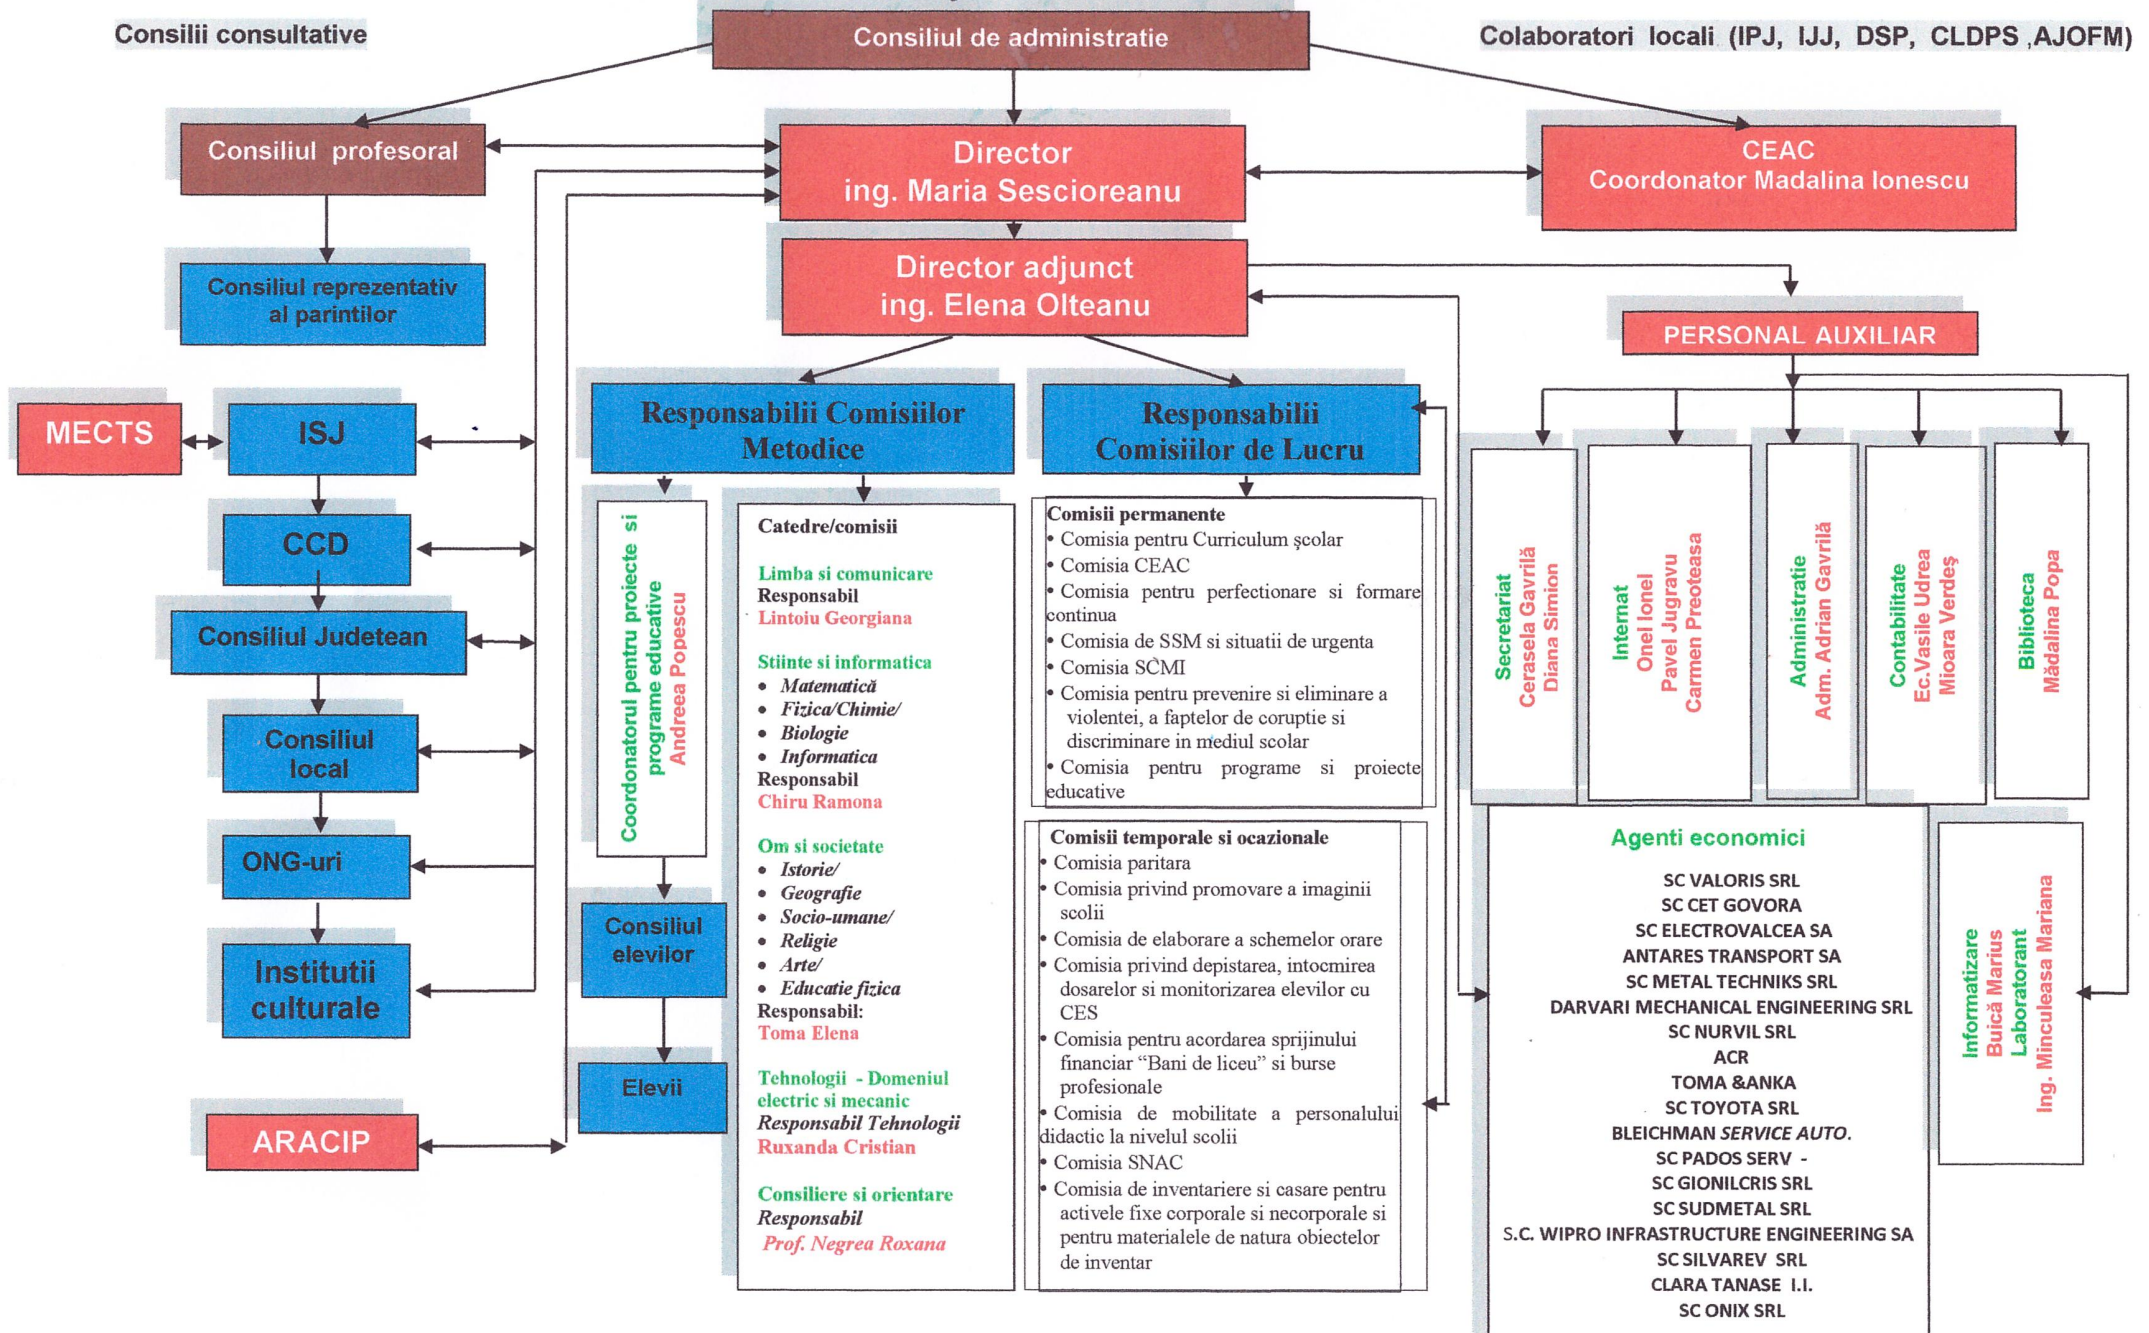 Consilii consultative
Consiliul de administratie
Colaboratori locali (IPJ, IJJ, DSP, CLDPS ,AJOFM)
Consiliul profesoral
Director
ing. Maria Sescioreanu
CEAC
Coordonator Madalina Ionescu
Consiliul reprezentativ
al parintilor
Director adjunct
ing. Elena Olteanu
PERSONAL AUXILIAR
MECTS
ISJ
CCD
Consiliul Judetean
Consiliul
local
ONG-uri
Institutii
culturale
ARACIP
Responsabilii Comisiilor
Metodice
Responsabilii
Comisiilor de Lucru
Coordonatorul pentru proiecte si
programe educative
Andreea Popescu
Consiliul
elevilor
Elevii
Catedre/comisii
Limba si comunicare
Responsabil
Lintoiu Georgiana
Stiinte si informatica
• Matematică
• Fizica/Chimie/
• Biologie
• Informatica
Responsabil
Chiru Ramona
Om si societate
• Istorie/
• Geografie
• Socio-umane/
• Religie
• Arte/
• Educatie fizica
Responsabil:
Toma Elena
Tehnologii - Domeniul
electric si mecanic
Responsabil Tehnologii
Ruxanda Cristian
Consiliere si orientare
Responsabil
Prof. Negrea Roxana
Comisii permanente
• Comisia pentru Curriculum şcolar
• Comisia CEAC
• Comisia pentru perfectionare si formare
continua
• Comisia de SSM si situatii de urgenta
• Comisia SCMI
• Comisia pentru prevenire si eliminare a
violentei, a faptelor de coruptie si
discriminare in mediul scolar
• Comisia pentru programe si proiecte
educative
Comisii temporale si ocazionale
• Comisia paritara
• Comisia privind promovare a imaginii
scolii
• Comisia de elaborare a schemelor orare
• Comisia privind depistarea, intocmirea
dosarelor si monitorizarea elevilor cu
CES
• Comisia pentru acordarea sprijinului
financiar “Bani de liceu” si burse
profesionale
• Comisia de mobilitate a personalului
didactic la nivelul scolii
• Comisia SNAC
• Comisia de inventariere si casare pentru
activele fixe corporale si necorporale si
pentru materialele de natura obiectelor
de inventar
Secretariat
Cerasela Gavrilă
Diana Simion
Internat
Onel Ionel
Pavel Jugravu
Carmen Preoteasa
Administratie
Adm. Adrian Gavrilă
Contabilitate
Ec.Vasile Udrea
Mioara Verdeş
Biblioteca
Mădalina Popa
Agenti economici
SC VALORIS SRL
SC CET GOVORA
SC ELECTROVALCEA SA
ANTARES TRANSPORT SA
SC METAL TECHNIKS SRL
DARVARI MECHANICAL ENGINEERING SRL
SC NURVIL SRL
ACR
TOMA &ANKA
SC TOYOTA SRL
BLEICHMAN SERVICE AUTO.
SC PADOS SERV -
SC GIONILCRIS SRL
SC SUDMETAL SRL
S.C. WIPRO INFRASTRUCTURE ENGINEERING SA
SC SILVAREV SRL
CLARA TANASE I.I.
SC ONIX SRL
Informatizare
Buică Marius
Laborant
Ing. Minculeasa Mariana